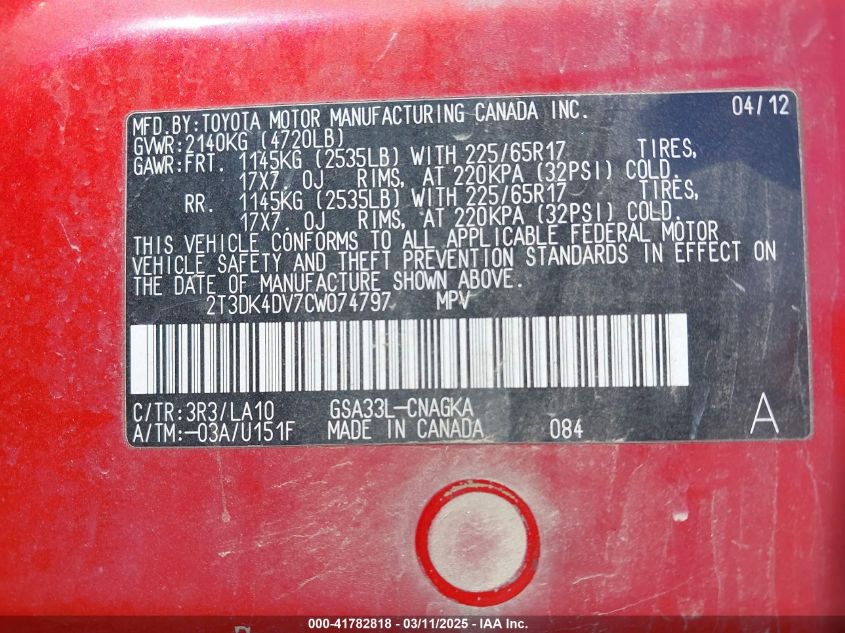 MFD.BY:TOYOTA MOTOR MANUFACTURING CANADA INC. 04/12
GVWR:2140KG (4720LB)
GAWR:FRT. 1145KG (2535LB) WITH 225/65R17 TIRES,
17X7. 0J RIMS, AT 220KPA (32PSI) COLD.
RR. 1145KG (2535LB) WITH 225/65R17 TIRES,
17X7. 0J RIMS, AT 220KPA (32PSI) COLD.
THIS VEHICLE CONFORMS TO ALL APPLICABLE FEDERAL MOTOR
VEHICLE SAFETY AND THEFT PREVENTION STANDARDS IN EFFECT ON
THE DATE OF MANUFACTURE SHOWN ABOVE.
2T3DK4DV7CW074797 MPV
C/TR:3R3/LA10 GSA33L-CNAGKA A
A/TM:-03A/U151F MADE IN CANADA 084
000-41782818 - 03/11/2025 - IAA Inc.